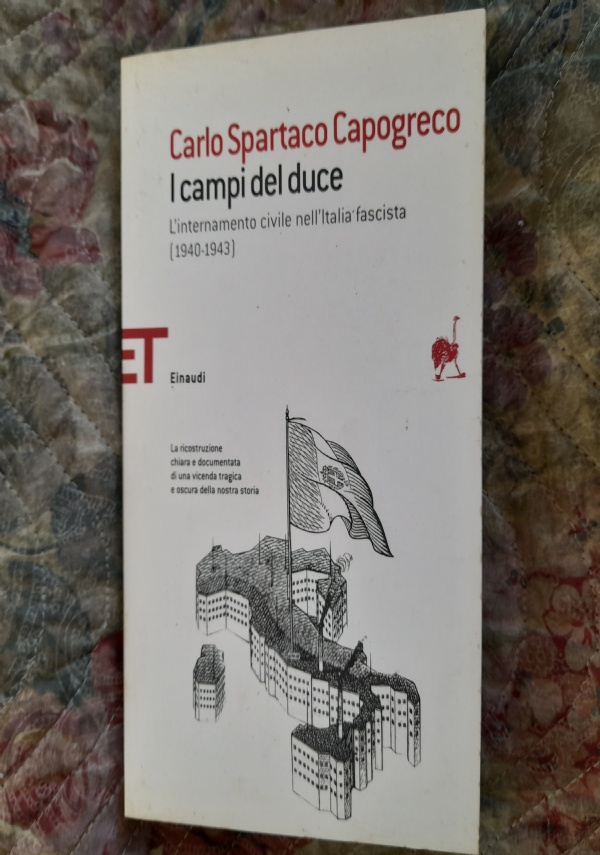 Carlo Spartaco Capogreco
I campi del duce
L'internamento civile nell'Italia fascista
(1940-1943)
ET
Einaudi
La ricostruzione
chiara e documentata
di una vicenda tragica
e oscura della nostra storia